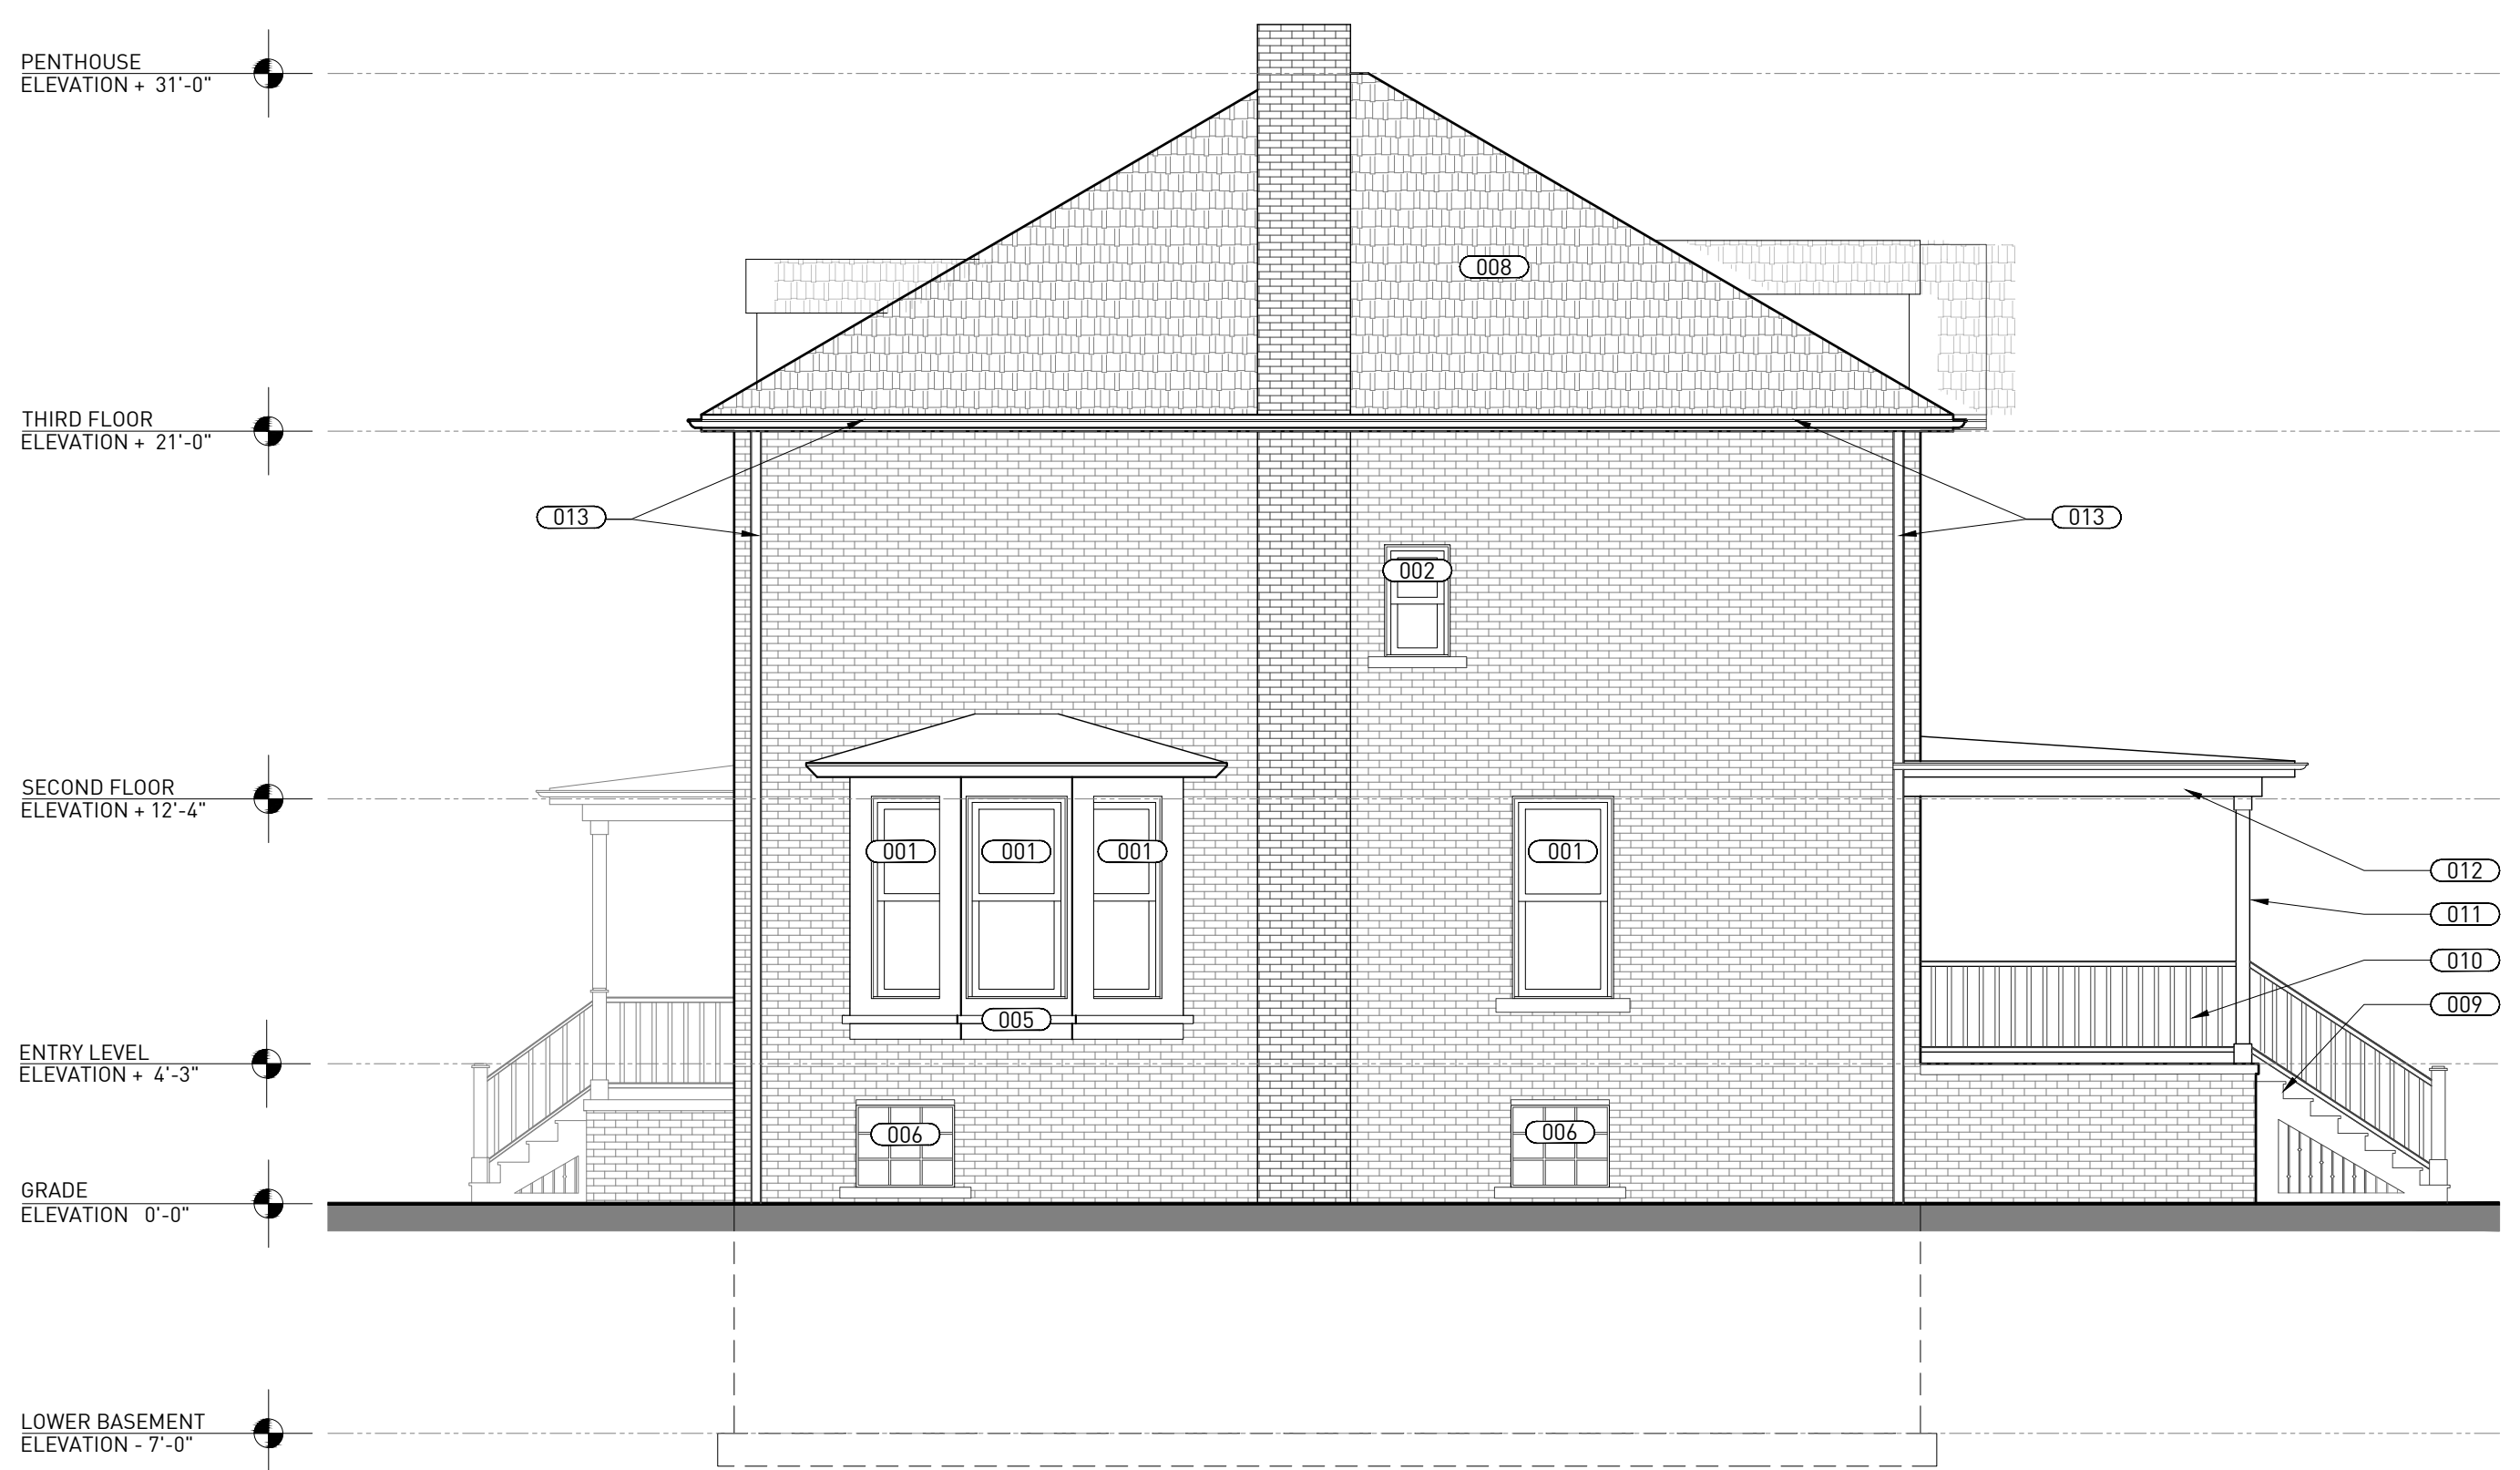 PENTHOUSE
ELEVATION + 31'-0"
008
THIRD FLOOR
ELEVATION + 21'-0"
013
013
002
SECOND FLOOR
ELEVATION + 12'-4"
001
001
001
001
012
011
010
009
005
ENTRY LEVEL
ELEVATION + 4'-3"
006
006
GRADE
ELEVATION 0'-0"
LOWER BASEMENT
ELEVATION - 7'-0"